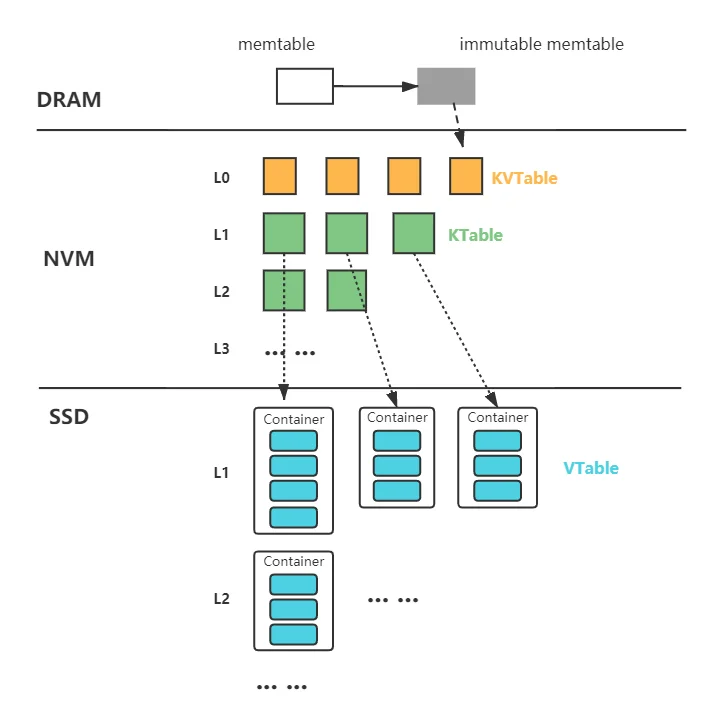 memtable
immutable memtable
DRAM
L0
KVTable
L1
KTable
NVM
L2
L3
... ...
SSD
Container
Container
Container
L1
VTable
Container
L2
... ...
... ...